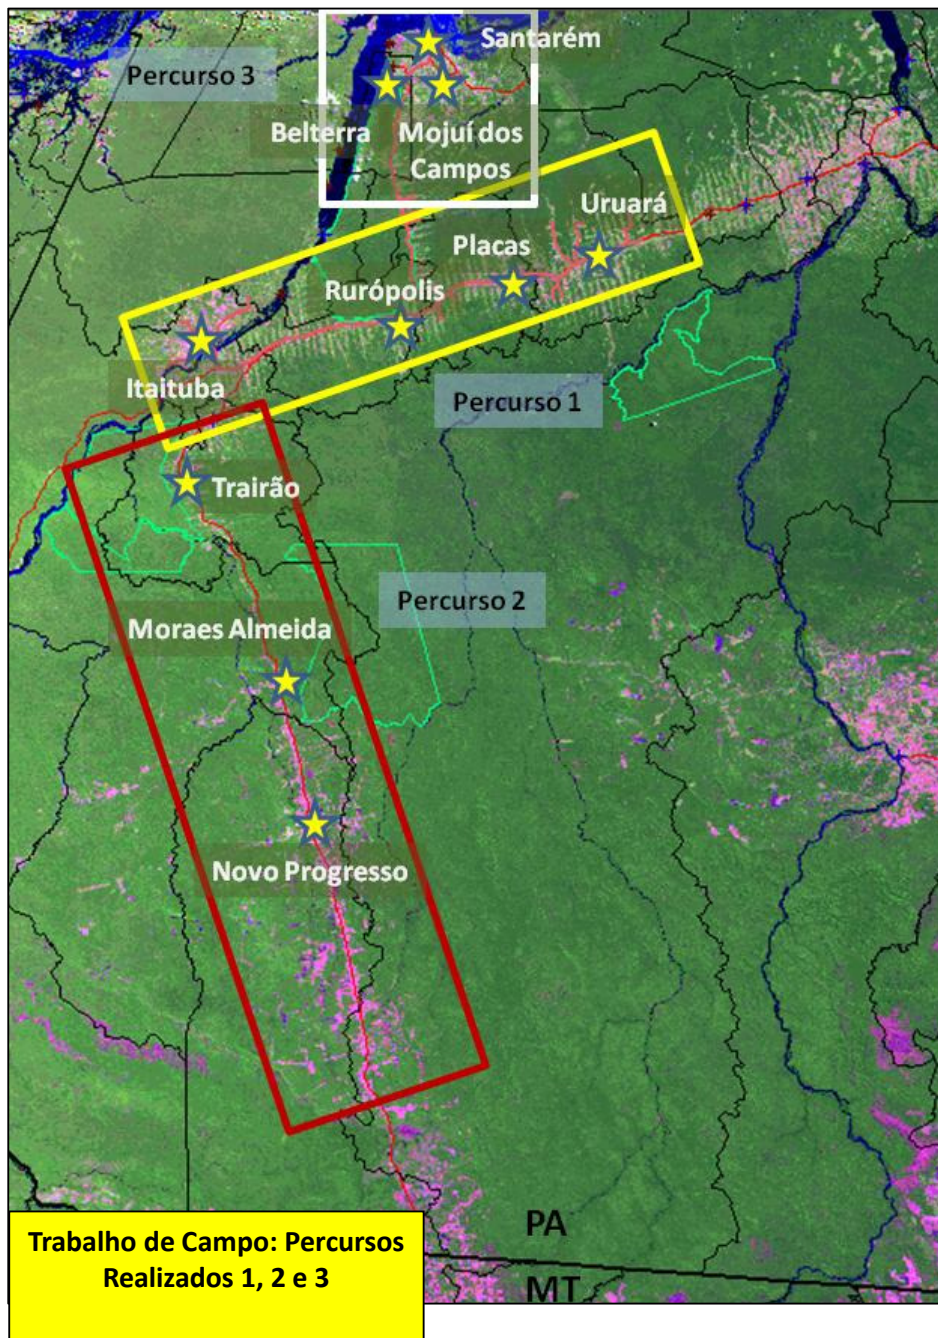 Santarém
Percurso 3
Belterra
Mojuí dos
Campos
Uruará
Placas
Rurópolis
Itaituba
Percurso 1
Trairão
Percurso 2
Moraes Almeida
Novo Progresso
PA
MT
Trabalho de Campo: Percursos
Realizados 1, 2 e 3